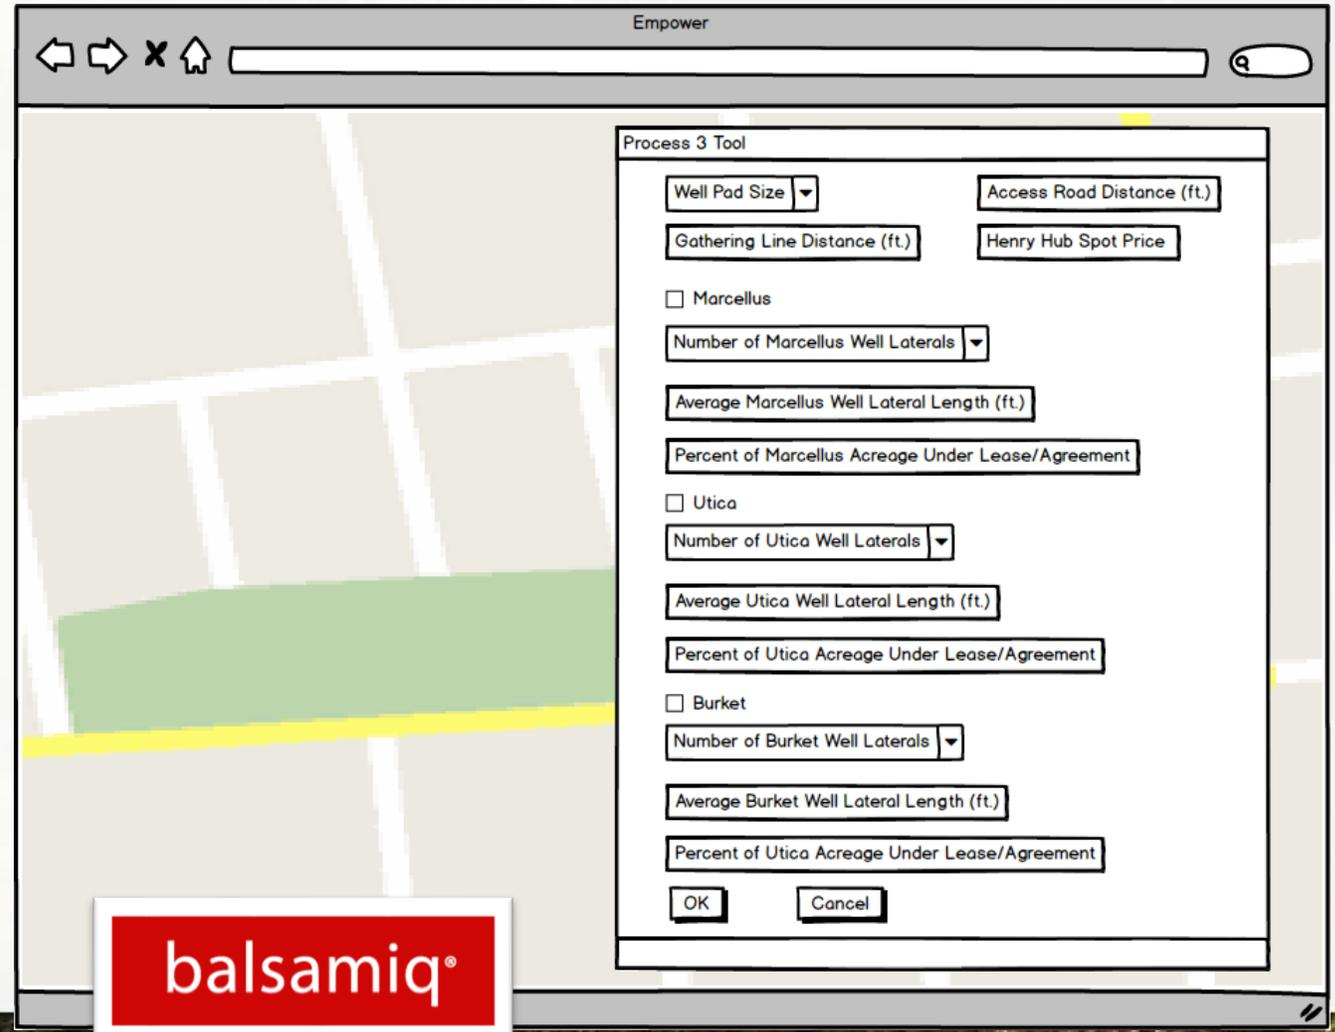 Empower
Process 3 Tool
Well Pad Size
Access Road Distance (ft.)
Gathering Line Distance (ft.)
Henry Hub Spot Price
Marcellus
Number of Marcellus Well Laterals
Average Marcellus Well Lateral Length (ft.)
Percent of Marcellus Acreage Under Lease/Agreement
Utica
Number of Utica Well Laterals
Average Utica Well Lateral Length (ft.)
Percent of Utica Acreage Under Lease/Agreement
Burket
Number of Burket Well Laterals
Average Burket Well Lateral Length (ft.)
Percent of Utica Acreage Under Lease/Agreement
OK
Cancel
balsamiq®